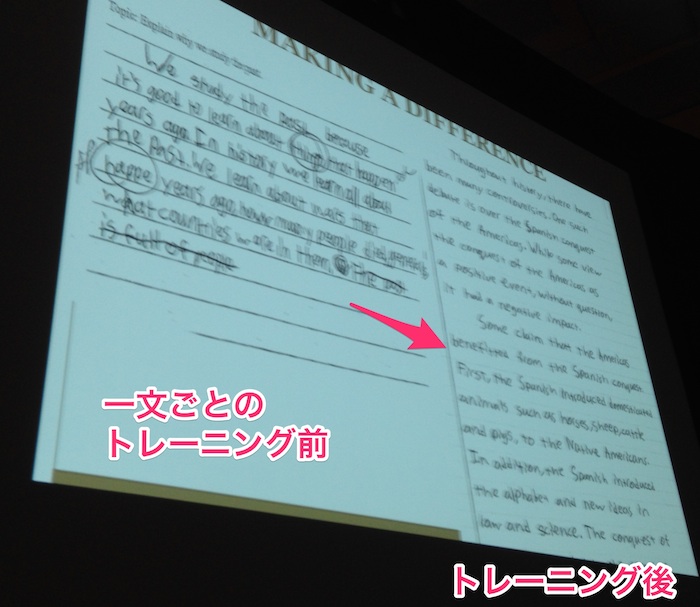 MAKING A DIFFERENCE
Topic: Explain why we study the past.
We study the past because
it's good to learn about things that happen
years ago. In history we learn all about
the past. We learn about wars that
happe years ago, how many people died,
what countries were in them. The past
is full of peope
Throughout history, there have
been many controversies. One such
debate is over the Spanish conquest
of the Americas. While some view
the conquest of the Americas as
a positive event, without question,
it had a negative impact.
Some claim that the Americas
benefitted from the Spanish conquest.
First, the Spanish introduced domesticated
animals such as horses, sheep, cattle
and pigs, to the Native Americans.
In addition, the Spanish introduced
the alphabet and new ideas in
law and science. The conquest of
一文ごとの
トレーニング前
トレーニング後